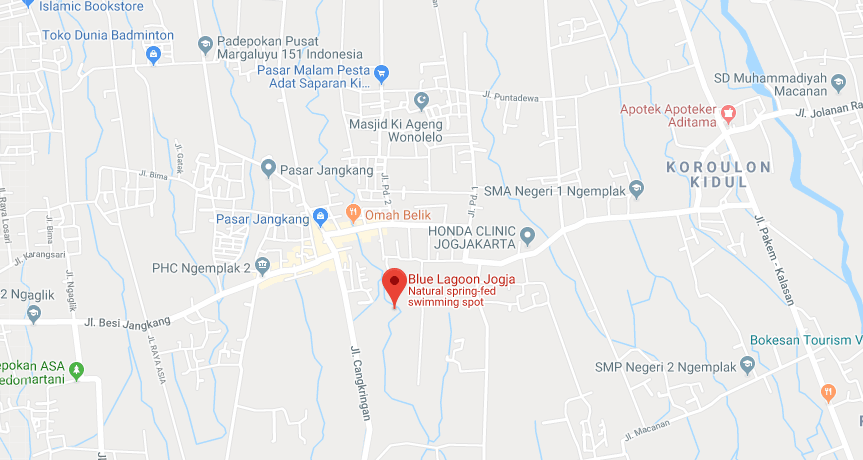 Islamic Bookstore
Toko Dunia Badminton
Padepokan Pusat
Margaluyu 151 Indonesia
Pasar Malam Pesta
Adat Saparan Ki...
Jl. Puntadewa
SD Muhammadiyah
Macanan
Apotek Apoteker
Aditama
Jl. Jolanan Ra
Masjid Ki Ageng
Wonolelo
Jl. Gatak
Jl. Bima
Jl. Bima
Pasar Jangkang
Jl. Pd. 2
Jl. Pd. 1
KOROULON
KIDUL
SMA Negeri 1 Ngemplak
Jl. Raya Losari
Pasar Jangkang
Omah Belik
HONDA CLINIC
JOGJAKARTA
Jl. Karangsari
PHC Ngemplak 2
Jl. Ngaglik
Blue Lagoon Jogja
Natural spring-fed
swimming spot
Jl. Pakem - Kalasan
2 Ngaglik
Jl. Besi Jangkang
Jl. RAYA ASIA
Jl. Cangkringan
Bokesan Tourism V
SMP Negeri 2 Ngemplak
epokan ASA
edomartani
Jl. Macanan